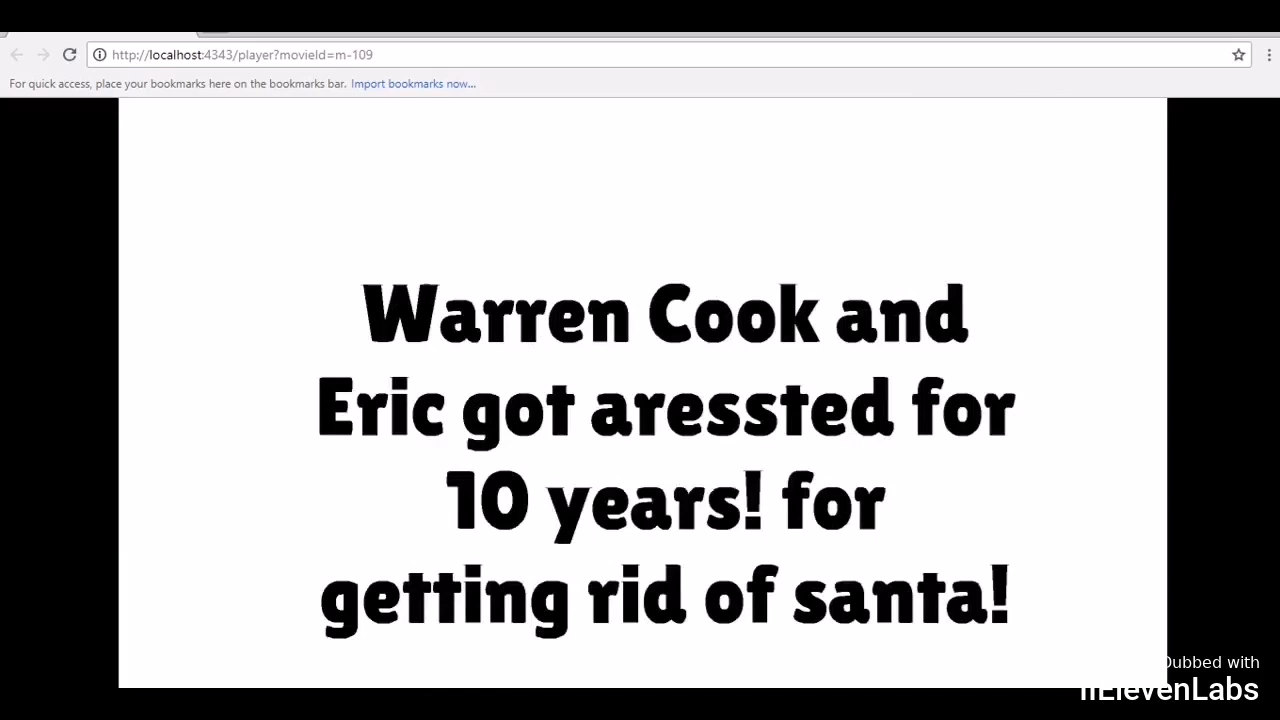 http://localhost:4343/player?movieId=m-109
For quick access, place your bookmarks here on the bookmarks bar. Import bookmarks now...
Warren Cook and
Eric got aressted for
10 years! for
getting rid of santa!
Dubbed with
IIElevenLabs